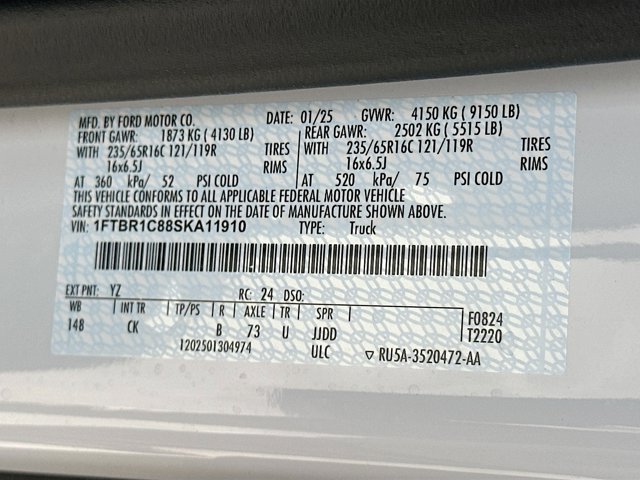 MFD. BY FORD MOTOR CO. DATE: 01/25 GVWR: 4150 KG ( 9150 LB)
FRONT GAWR: 1873 KG ( 4130 LB) REAR GAWR: 2502 KG ( 5515 LB)
WITH 235/65R16C 121/119R TIRES WITH 235/65R16C 121/119R TIRES
16x6.5J RIMS 16x6.5J RIMS
AT 360 kPa/ 52 PSI COLD AT 520 kPa/ 75 PSI COLD
THIS VEHICLE CONFORMS TO ALL APPLICABLE FEDERAL MOTOR VEHICLE
SAFETY STANDARDS IN EFFECT ON THE DATE OF MANUFACTURE SHOWN ABOVE.
VIN: 1FTBR1C88SKA11910 TYPE: Truck
EXT PNT: YZ RC: 24 DSO:
WB INT TR TP/PS R AXLE TR SPR F0824
148 CK B 73 U JJDD T2220
1202501304974 ULC ▽ RU5A-3520472-AA